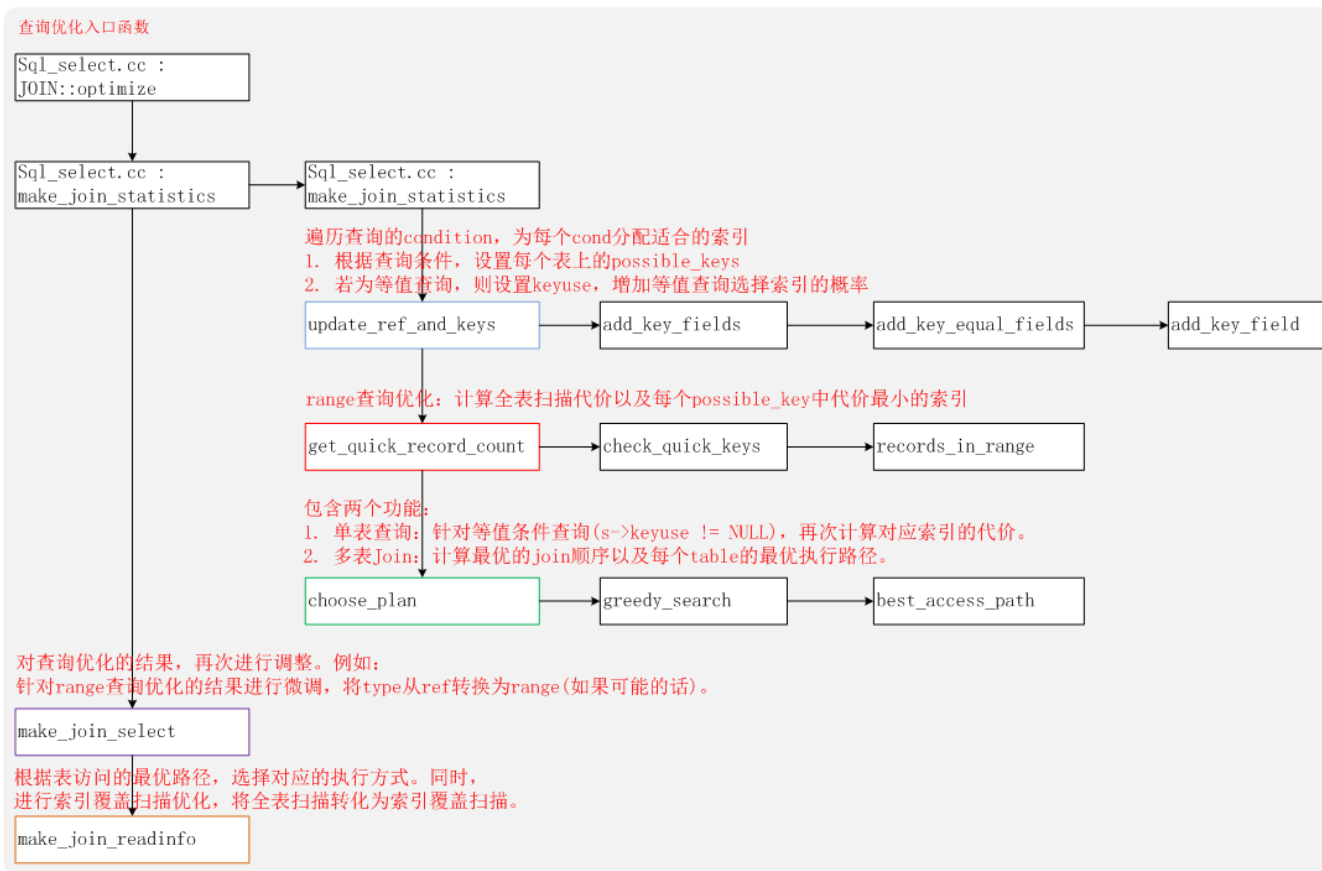 查询优化入口函数
Sql_select.cc :
JOIN::optimize
Sql_select.cc :
make_join_statistics
Sql_select.cc :
make_join_statistics
遍历查询的condition，为每个cond分配适合的索引
1. 根据查询条件，设置每个表上的possible_keys
2. 若为等值查询，则设置keyuse，增加等值查询选择索引的概率
update_ref_and_keys
add_key_fields
add_key_equal_fields
add_key_field
range查询优化：计算全表扫描代价以及每个possible_key中代价最小的索引
get_quick_record_count
check_quick_keys
records_in_range
包含两个功能：
1. 单表查询：针对等值条件查询(s->keyuse != NULL)，再次计算对应索引的代价。
2. 多表Join：计算最优的join顺序以及每个table的最优执行路径。
choose_plan
greedy_search
best_access_path
对查询优化的结果，再次进行调整。例如：
针对range查询优化的结果进行微调，将type从ref转换为range(如果可能的话)。
make_join_select
根据表访问的最优路径，选择对应的执行方式。同时，
进行索引覆盖扫描优化，将全表扫描转化为索引覆盖扫描。
make_join_readinfo